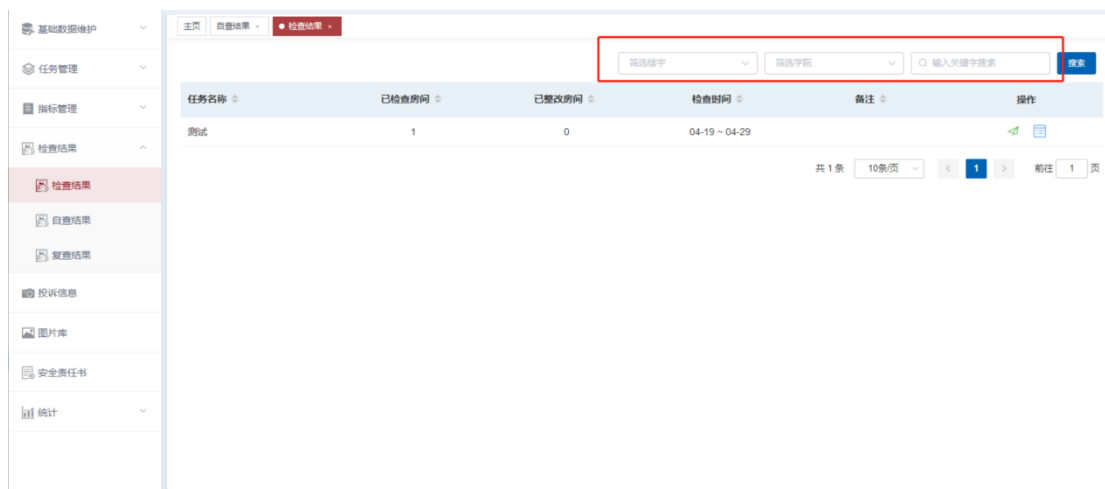 基础数据维护
任务管理
指标管理
检查结果
检查结果
自查结果
复查结果
投诉信息
图片库
安全责任书
统计
主页 自查结果 × ● 检查结果 ×
筛选楼宇 筛选学院 输入关键字搜索 搜索
任务名称 已检查房间 已整改房间 检查时间 备注 操作
测试 1 0 04-19 ~ 04-29
共 1 条 10条/页 < 1 > 前往 1 页